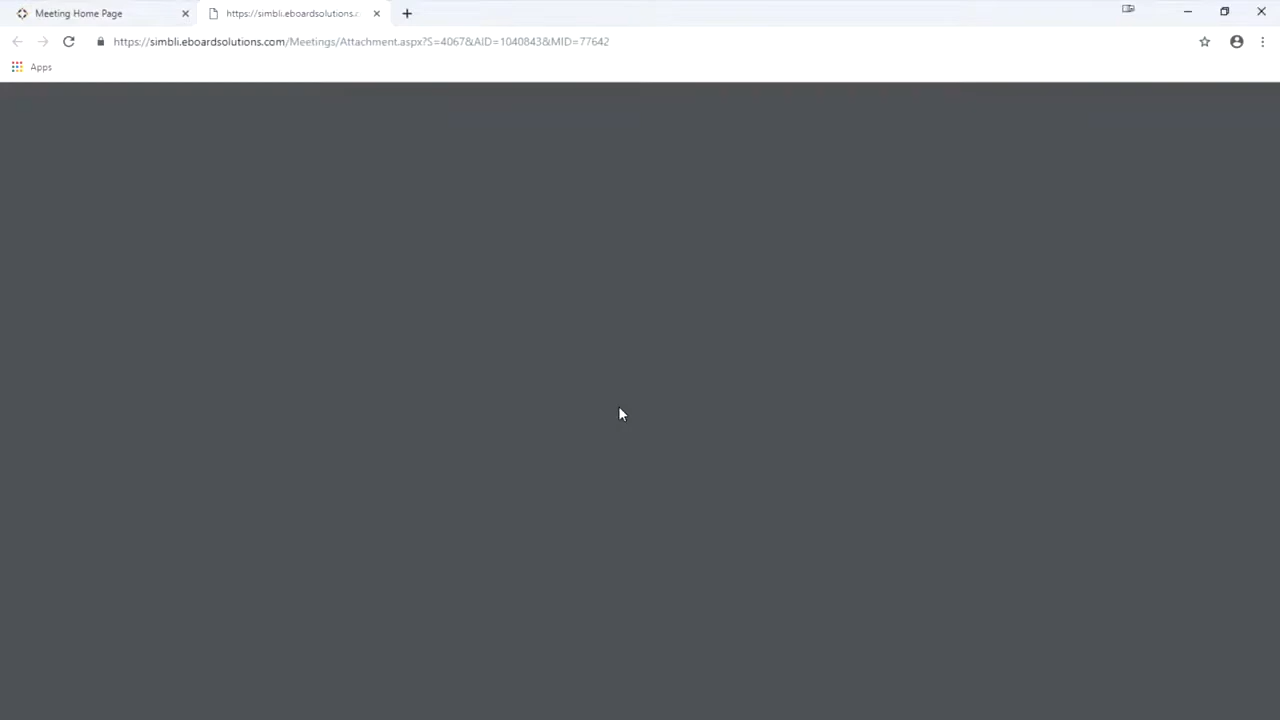 Meeting Home Page
https://simbli.eboardsolutions.c
https://simbli.eboardsolutions.com/Meetings/Attachment.aspx?S=4067&AID=1040843&MID=77642
Apps